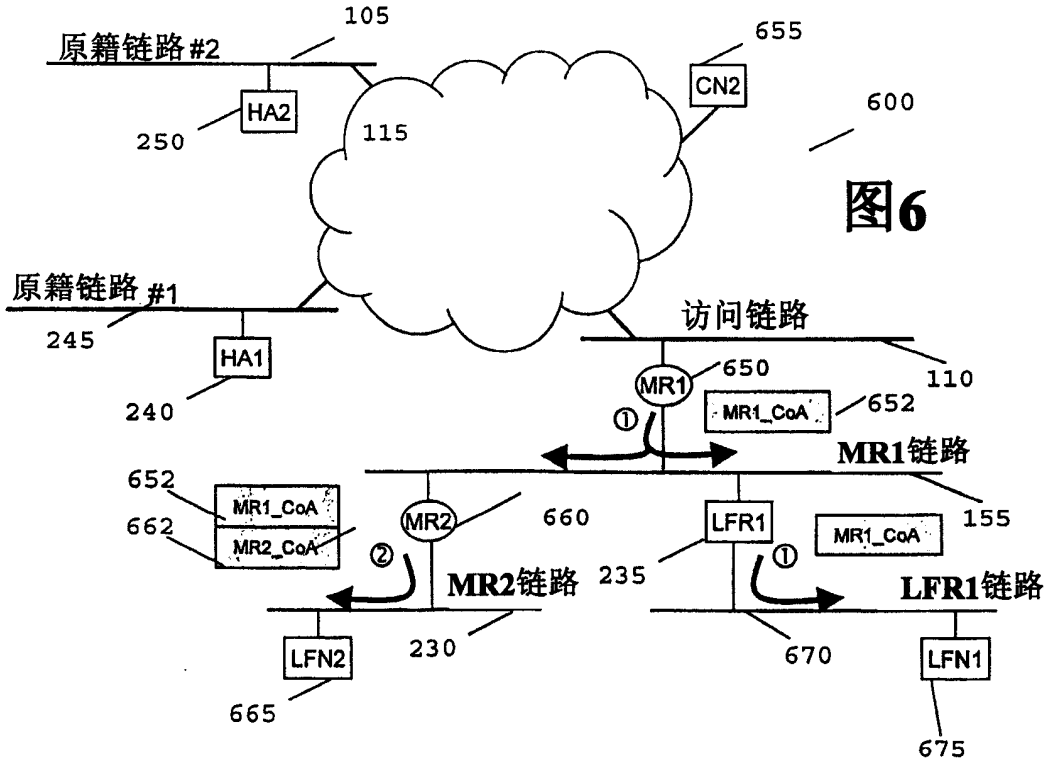 105
原籍链路#2
655
CN2
HA2
250
115
600
图6
原籍链路#1
245
HA1
240
访问链路
110
MR1
650
MR1_CoA
652
①
MR1链路
155
652
MR1_CoA
662
MR2_CoA
MR2
660
LFR1
235
MR1_CoA
②
①
MR2链路
LFR1链路
230
670
LFN2
665
LFN1
675